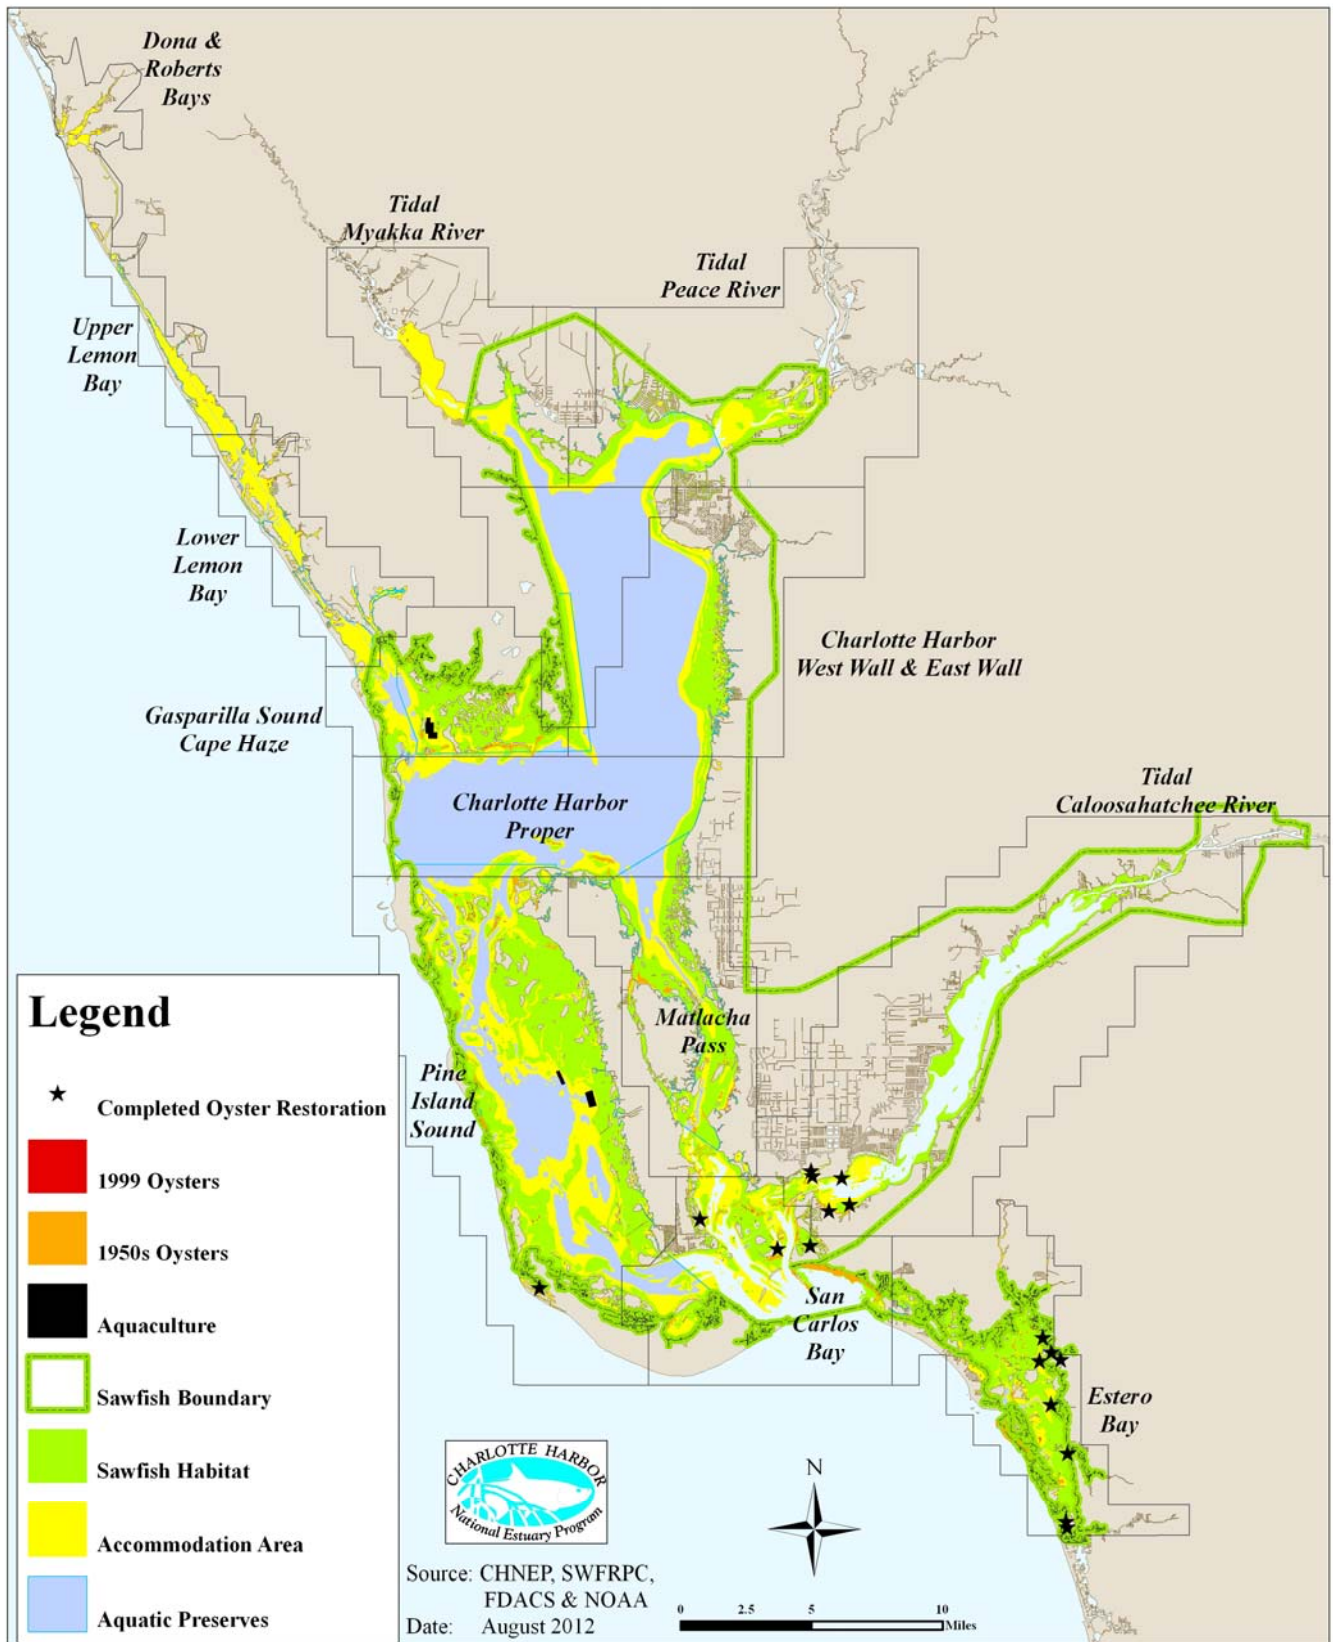 Dona &
Roberts
Bays
Tidal
Myakka River
Tidal
Peace River
Upper
Lemon
Bay
Lower
Lemon
Bay
Charlotte Harbor
West Wall & East Wall
Gasparilla Sound
Cape Haze
Tidal
Caloosahatchee River
Charlotte Harbor
Proper
Matlacha
Pass
Pine
Island
Sound
San
Carlos
Bay
Estero
Bay
Legend
Completed Oyster Restoration
1999 Oysters
1950s Oysters
Aquaculture
Sawfish Boundary
Sawfish Habitat
Accommodation Area
Aquatic Preserves
CHARLOTTE HARBOR
National Estuary Program
N
Source: CHNEP, SWFRPC,
FDACS & NOAA
Date: August 2012
0 2.5 5 10
Miles